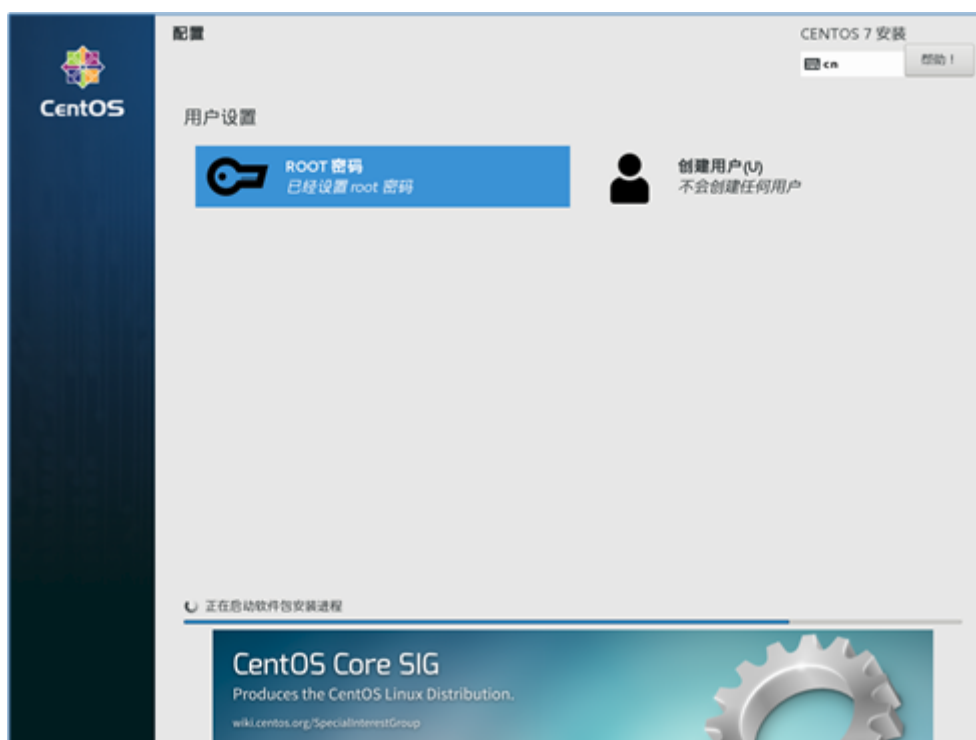 配置
CENTOS 7 安装
cn
帮助！
CentOS
用户设置
ROOT 密码
已经设置 root 密码
创建用户(U)
不会创建任何用户
正在启动软件包安装进程
CentOS Core SIG
Produces the CentOS Linux Distribution.
wiki.centos.org/SpecialInterestGroup